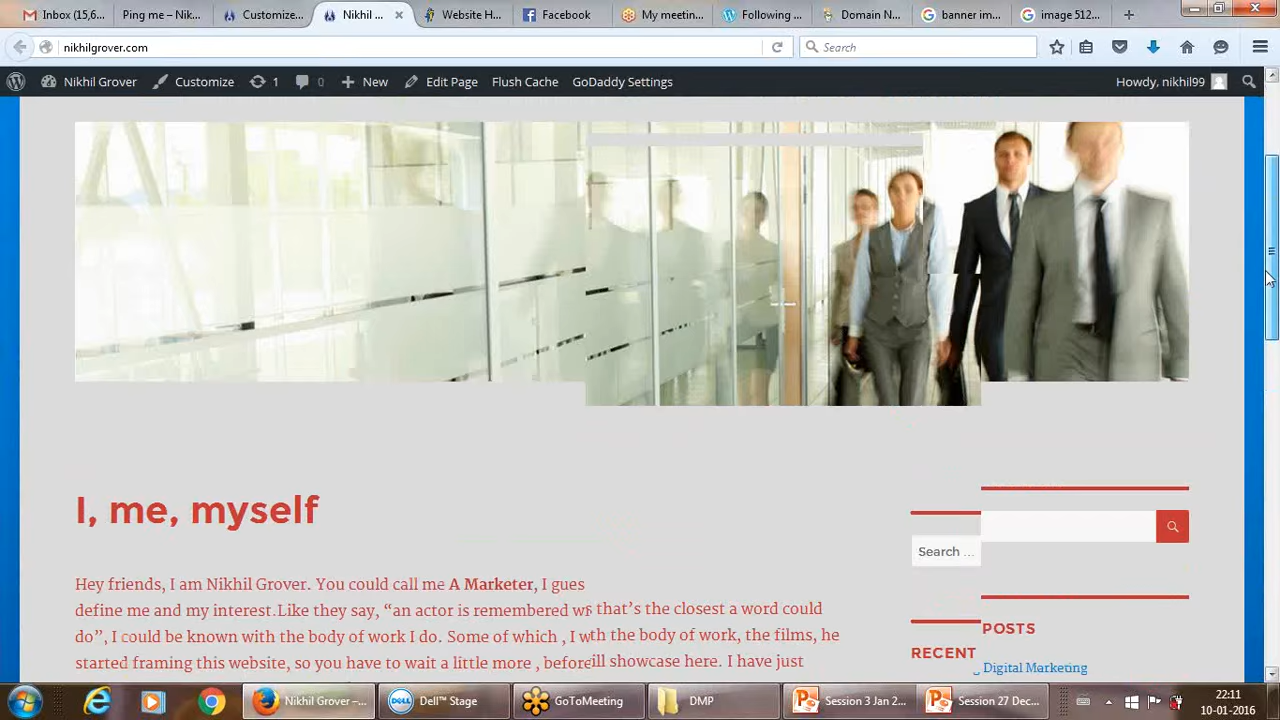 Inbox (15,6... Ping me – Nik... Customize... Nikhil ... Website H... Facebook My meetin... Following ... Domain N... banner im... image 512...
nikhilgrover.com Search
Nikhil Grover Customize 1 0 New Edit Page Flush Cache GoDaddy Settings Howdy, nikhil99
I, me, myself
Search ...
Hey friends, I am Nikhil Grover. You could call me A Marketer, I gues
define me and my interest.Like they say, “an actor is remembered w
that’s the closest a word could
do”, I could be known with the body of work I do. Some of which , I w
th the body of work, the films, he
started framing this website, so you have to wait a little more , before
ill showcase here. I have just
POSTS
RECENT
Digital Marketing
Nikhil Grover –... Dell™ Stage GoToMeeting DMP Session 3 Jan 2... Session 27 Dec... 22:11
10-01-2016